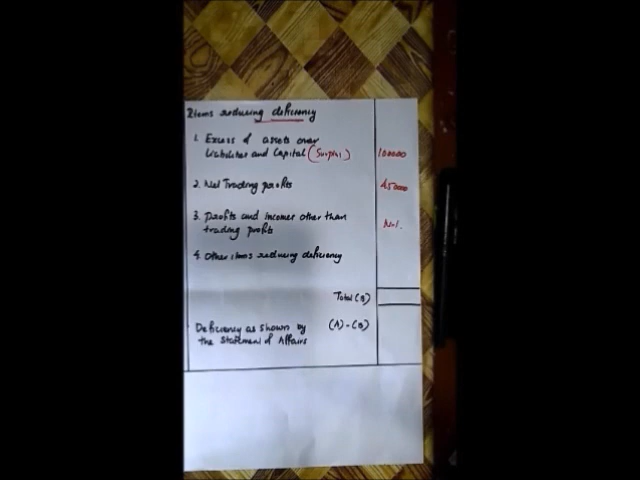 Items reducing deficiency
1. Excess of assets over
Liabilities and Capital (Surplus) 100000
2. Net Trading profits 45000
3. Profits and incomes other than
trading profits Nil.
4. Other items reducing deficiency
Total (B)
Deficiency as shown by (A) - (B)
the Statement of Affairs